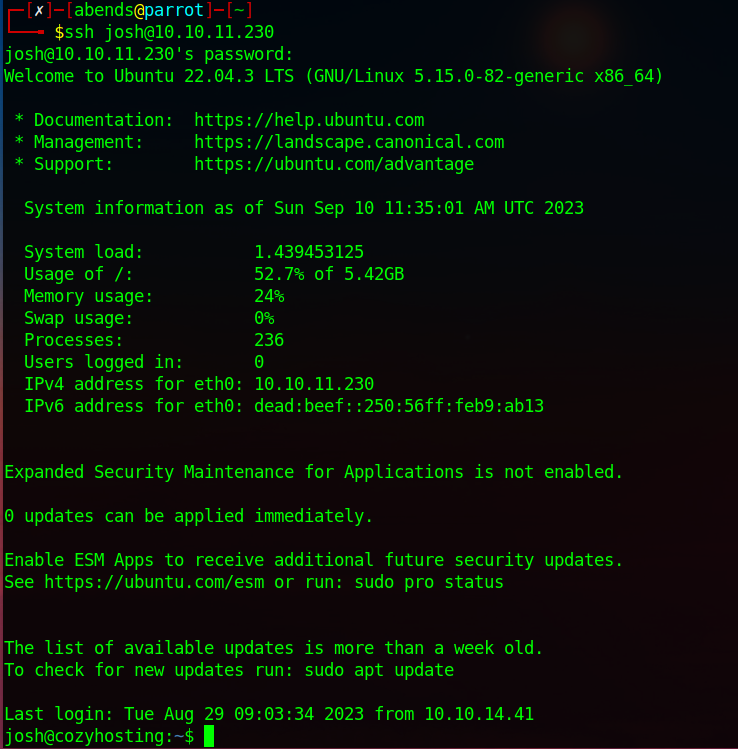 ┌─[✗]─[abends@parrot]─[~]
└──╼ $ssh josh@10.10.11.230
josh@10.10.11.230's password:
Welcome to Ubuntu 22.04.3 LTS (GNU/Linux 5.15.0-82-generic x86_64)
* Documentation:  https://help.ubuntu.com
* Management:     https://landscape.canonical.com
* Support:        https://ubuntu.com/advantage
System information as of Sun Sep 10 11:35:01 AM UTC 2023
System load:           1.439453125
Usage of /:            52.7% of 5.42GB
Memory usage:          24%
Swap usage:            0%
Processes:             236
Users logged in:       0
IPv4 address for eth0: 10.10.11.230
IPv6 address for eth0: dead:beef::250:56ff:feb9:ab13
Expanded Security Maintenance for Applications is not enabled.
0 updates can be applied immediately.
Enable ESM Apps to receive additional future security updates.
See https://ubuntu.com/esm or run: sudo pro status
The list of available updates is more than a week old.
To check for new updates run: sudo apt update
Last login: Tue Aug 29 09:03:34 2023 from 10.10.14.41
josh@cozyhosting:~$